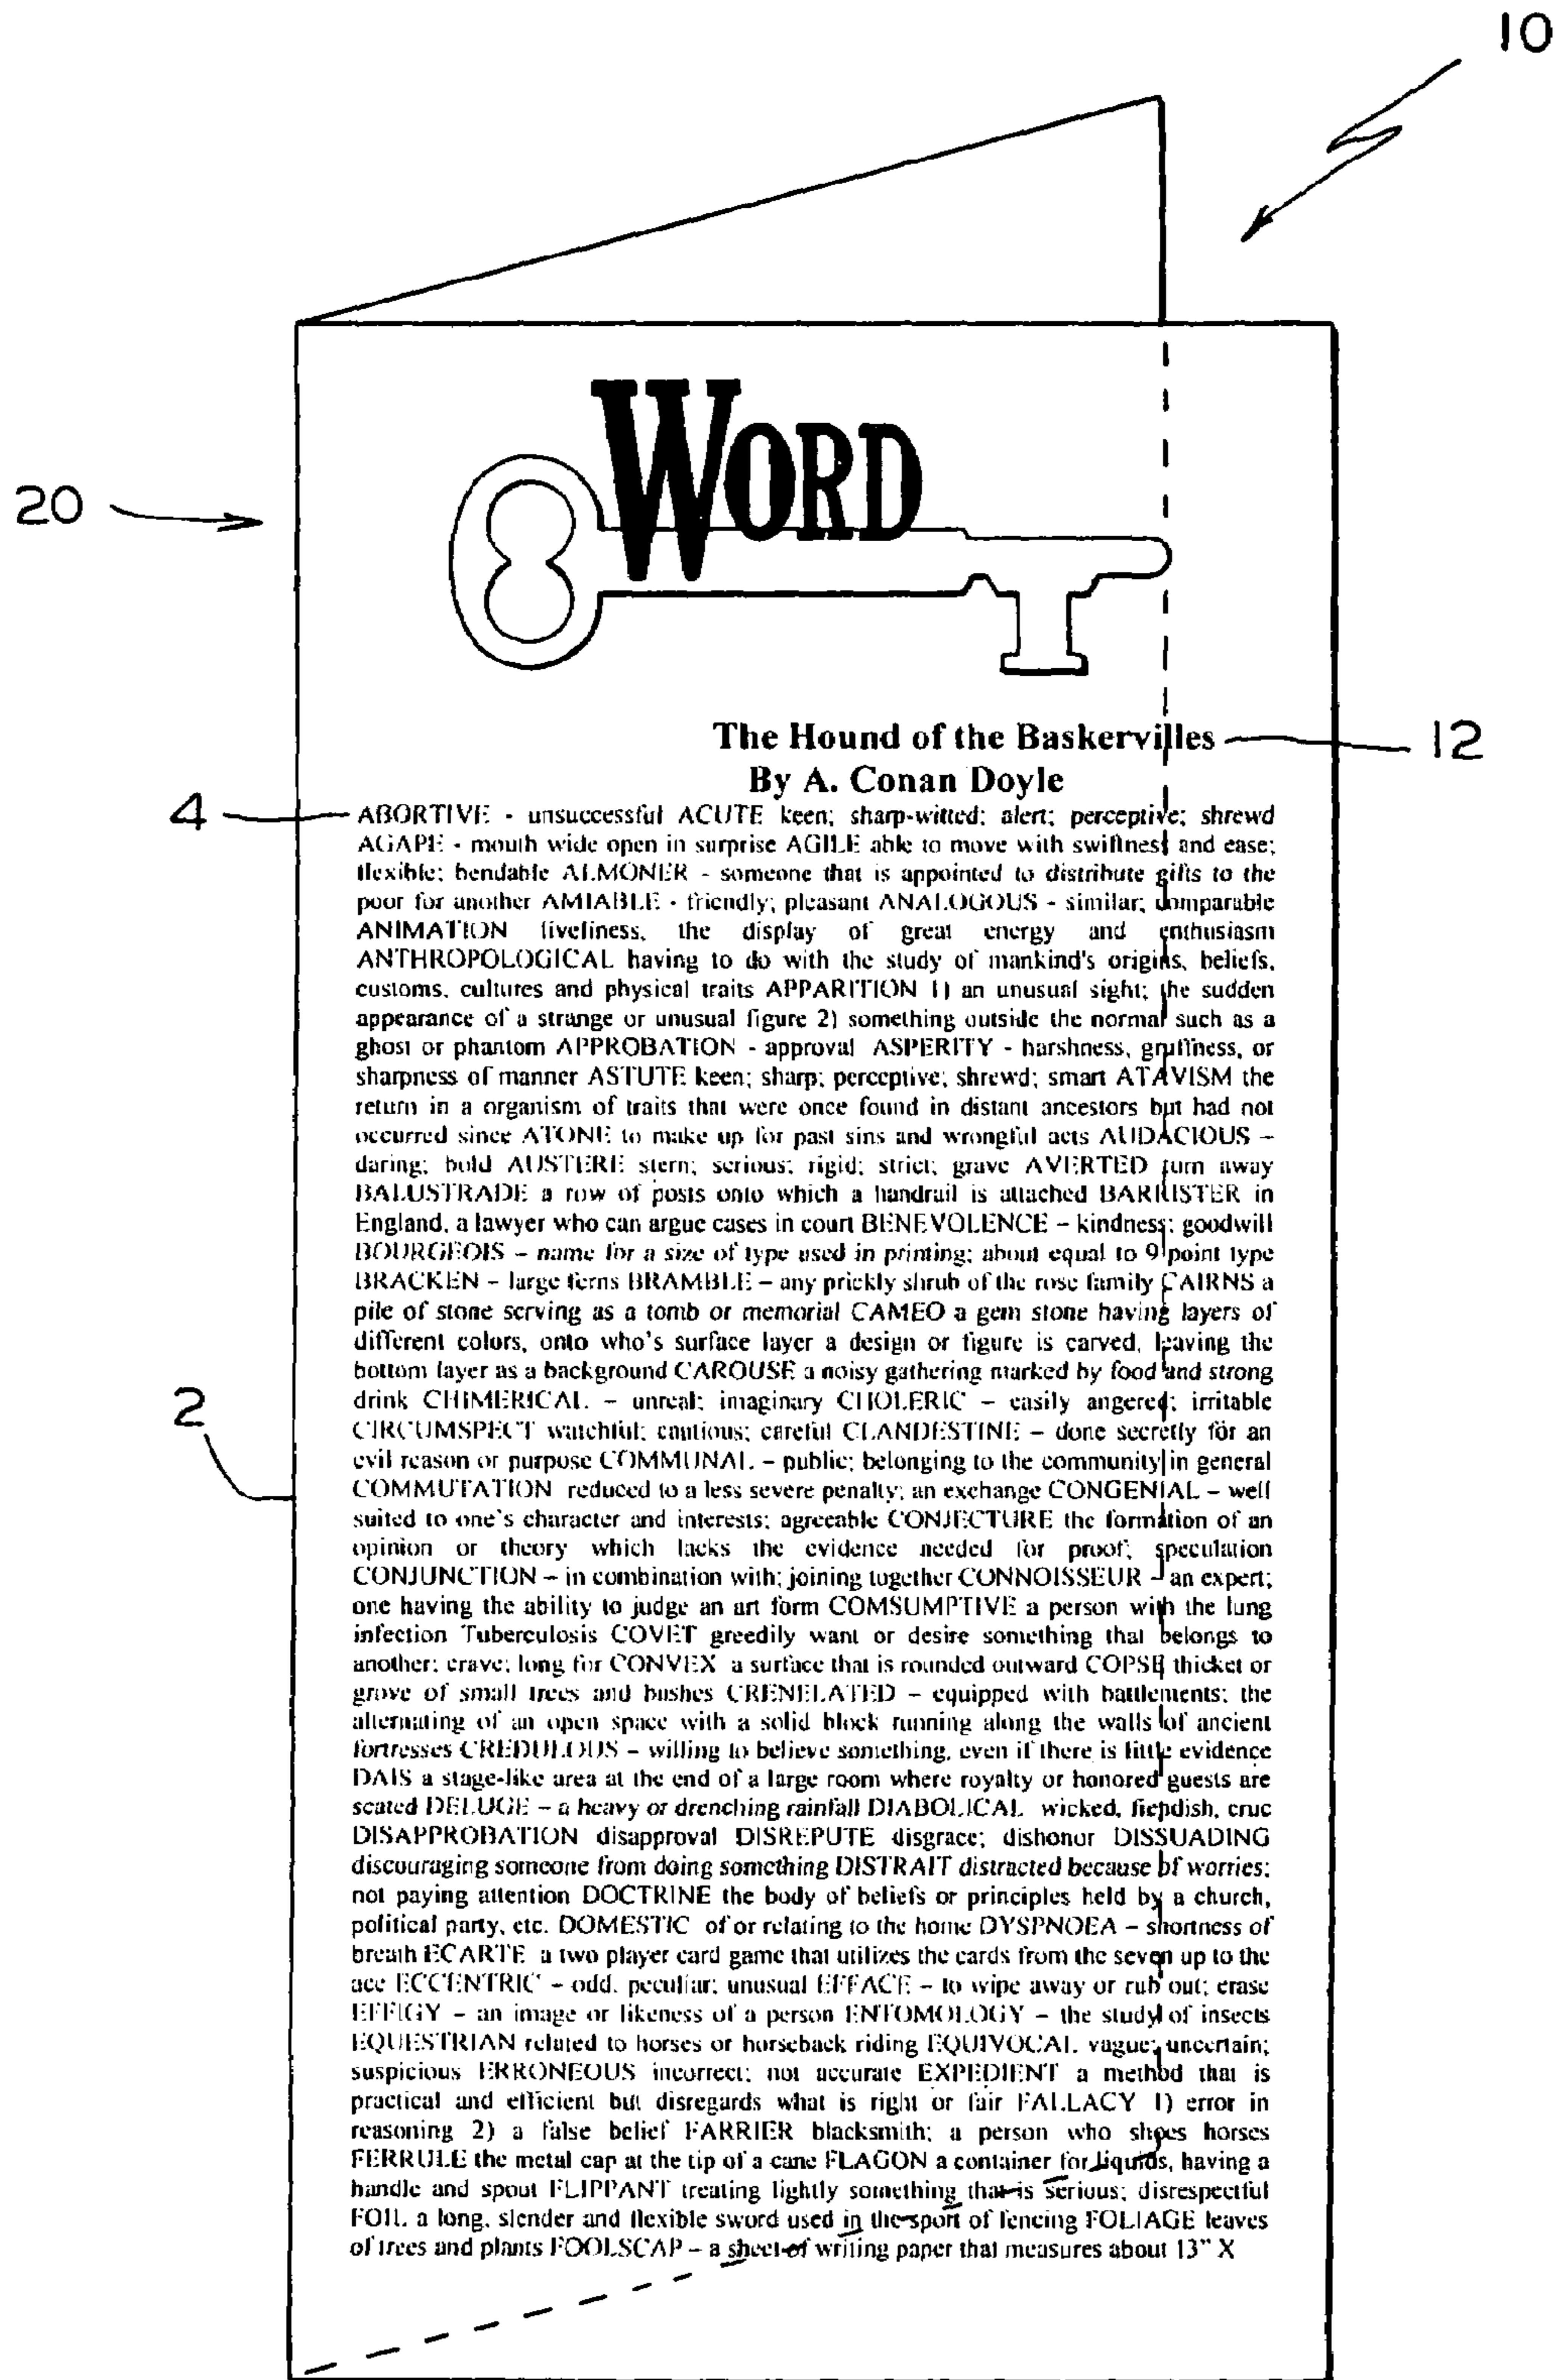 10
WORD
20
The Hound of the Baskervilles
12
By A. Conan Doyle
4
ABORTIVE - unsuccessful ACUTE keen; sharp-witted; alert; perceptive; shrewd
AGAPE - mouth wide open in surprise AGILE able to move with swiftness and ease;
flexible; bendable ALMONER - someone that is appointed to distribute gifts to the
poor for another AMIABLE - friendly; pleasant ANALOGOUS - similar; comparable
ANIMATION liveliness, the display of great energy and enthusiasm
ANTHROPOLOGICAL having to do with the study of mankind's origins, beliefs,
customs, cultures and physical traits APPARITION 1) an unusual sight; the sudden
appearance of a strange or unusual figure 2) something outside the normal such as a
ghost or phantom APPROBATION - approval ASPERITY - harshness, gruffness, or
sharpness of manner ASTUTE keen; sharp; perceptive; shrewd; smart ATAVISM the
return in a organism of traits that were once found in distant ancestors but had not
occurred since ATONE to make up for past sins and wrongful acts AUDACIOUS –
daring; bold AUSTERE stern; serious; rigid; strict; grave AVERTED turn away
BALUSTRADE a row of posts onto which a handrail is attached BARRISTER in
England, a lawyer who can argue cases in court BENEVOLENCE – kindness; goodwill
BOURGEOIS – name for a size of type used in printing; about equal to 9 point type
BRACKEN – large ferns BRAMBLE – any prickly shrub of the rose family CAIRNS a
pile of stone serving as a tomb or memorial CAMEO a gem stone having layers of
different colors, onto who's surface layer a design or figure is carved, leaving the
bottom layer as a background CAROUSE a noisy gathering marked by food and strong
drink CHIMERICAL – unreal; imaginary CHOLERIC – easily angered; irritable
2
CIRCUMSPECT watchful; cautious; careful CLANDESTINE – done secretly for an
evil reason or purpose COMMUNAL – public; belonging to the community in general
COMMUTATION reduced to a less severe penalty; an exchange CONGENIAL – well
suited to one's character and interests; agreeable CONJECTURE the formation of an
opinion or theory which lacks the evidence needed for proof; speculation
CONJUNCTION – in combination with; joining together CONNOISSEUR – an expert;
one having the ability to judge an art form COMSUMPTIVE a person with the lung
infection Tuberculosis COVET greedily want or desire something that belongs to
another; crave; long for CONVEX a surface that is rounded outward COPSE thicket or
grove of small trees and bushes CRENELATED – equipped with battlements; the
alternating of an open space with a solid block running along the walls of ancient
fortresses CREDULOUS – willing to believe something, even if there is little evidence
DAIS a stage-like area at the end of a large room where royalty or honored guests are
seated DELUGE – a heavy or drenching rainfall DIABOLICAL wicked, fiendish, cruc
DISAPPROBATION disapproval DISREPUTE disgrace; dishonor DISSUADING
discouraging someone from doing something DISTRAIT distracted because of worries;
not paying attention DOCTRINE the body of beliefs or principles held by a church,
political party, etc. DOMESTIC of or relating to the home DYSPNOEA – shortness of
breath ECARTE a two player card game that utilizes the cards from the seven up to the
ace ECCENTRIC – odd, peculiar; unusual EFFACE – to wipe away or rub out; erase
EFFIGY – an image or likeness of a person ENTOMOLOGY – the study of insects
EQUESTRIAN related to horses or horseback riding EQUIVOCAL vague; uncertain;
suspicious ERRONEOUS incorrect; not accurate EXPEDIENT a method that is
practical and efficient but disregards what is right or fair FALLACY 1) error in
reasoning 2) a false belief FARRIER blacksmith; a person who shoes horses
FERRULE the metal cap at the tip of a cane FLAGON a container for liquids, having a
handle and spout FLIPPANT treating lightly something that is serious; disrespectful
FOIL a long, slender and flexible sword used in the sport of fencing FOLIAGE leaves
of trees and plants FOOLSCAP – a sheet of writing paper that measures about 13" X